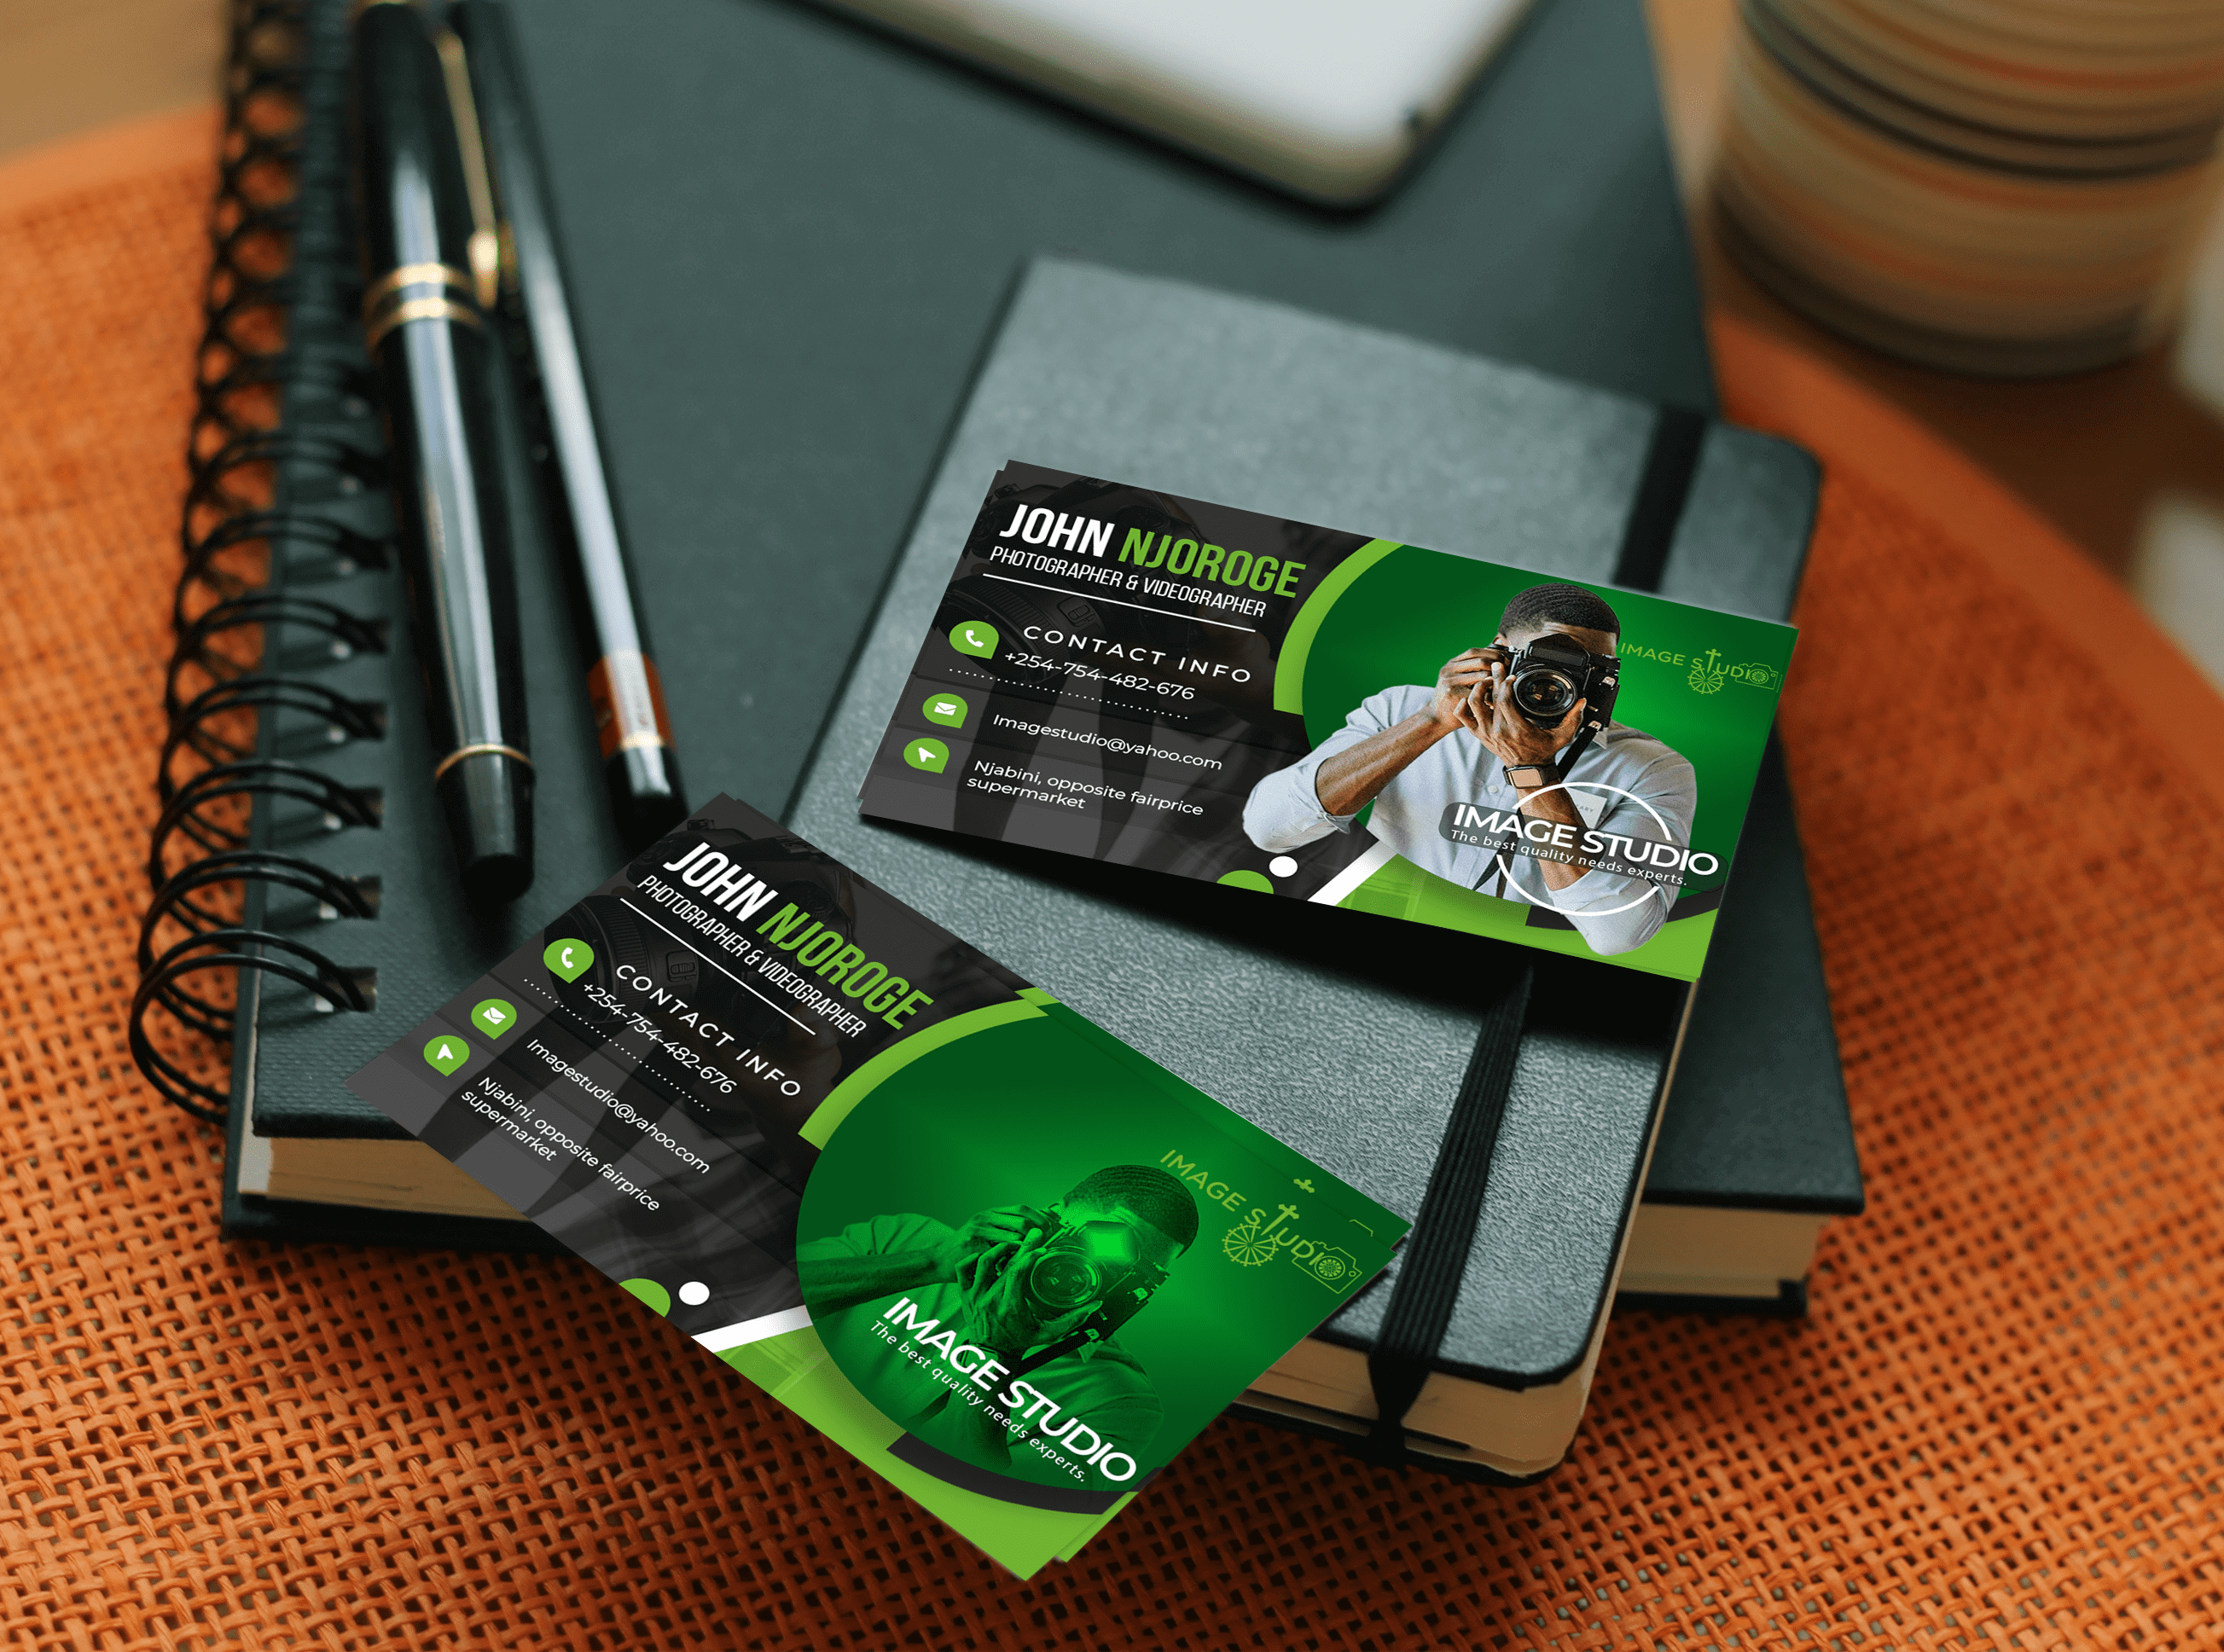 JOHN NJOROGE
PHOTOGRAPHER & VIDEOGRAPHER
CONTACT INFO
+254-754-482-676
Imagestudio@yahoo.com
Njabini, opposite fairprice
supermarket
IMAGE STUDIO
IMAGE STUDIO
The best quality needs experts.
JOHN NJOROGE
PHOTOGRAPHER & VIDEOGRAPHER
CONTACT INFO
+254-754-482-676
Imagestudio@yahoo.com
Njabini, opposite fairprice
supermarket
IMAGE STUDIO
IMAGE STUDIO
The best quality needs experts.